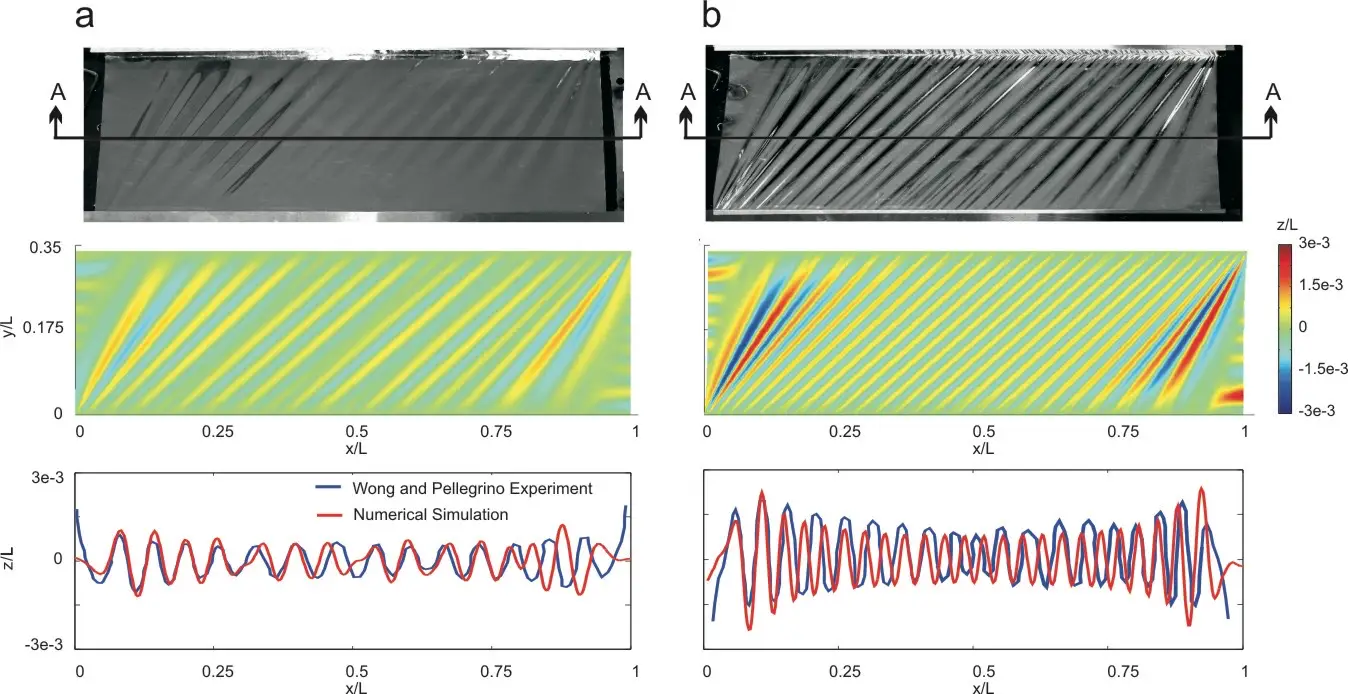 a
b
A
A
A
A
z/L
0.35
0.175
0
y/L
3e-3
1.5e-3
0
-1.5e-3
-3e-3
0
0.25
0.5
0.75
1
x/L
0
0.25
0.5
0.75
1
x/L
3e-3
0
-3e-3
z/L
Wong and Pellegrino Experiment
Numerical Simulation
0
0.25
0.5
0.75
1
x/L
0
0.25
0.5
0.75
1
x/L